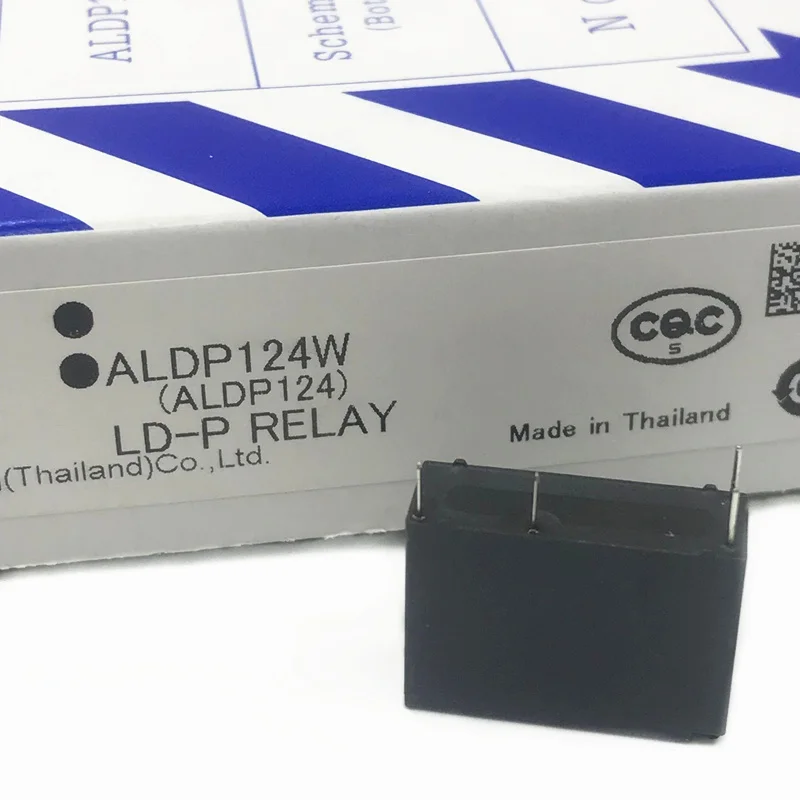 ALDP
Schem
(Bot
ALDP124W
(ALDP124)
LD-P RELAY
(Thailand)Co.,Ltd.
CQC
S
Made in Thailand